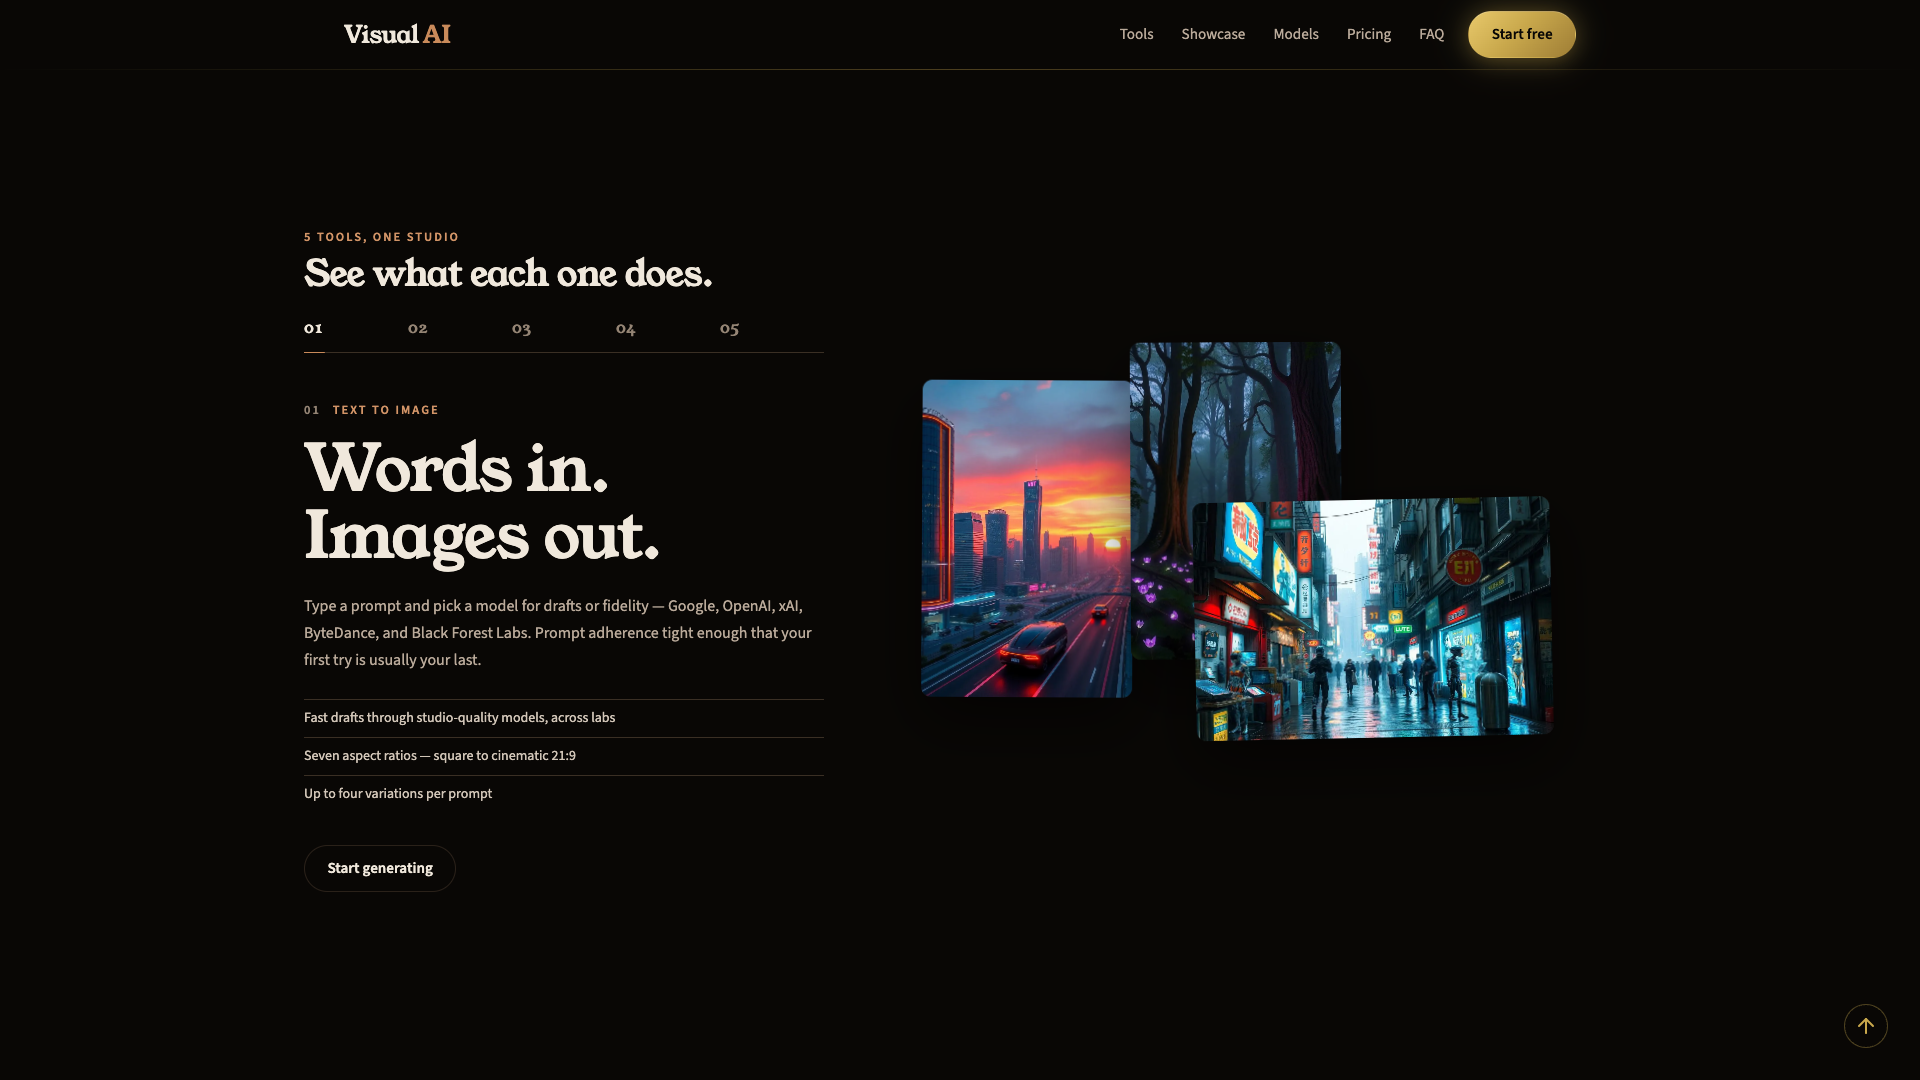 Visual AI
Tools
Showcase
Models
Pricing
FAQ
Start free
5 TOOLS, ONE STUDIO
See what each one does.
01
02
03
04
05
01 TEXT TO IMAGE
Words in.
Images out.
Type a prompt and pick a model for drafts or fidelity — Google, OpenAI, xAI,
ByteDance, and Black Forest Labs. Prompt adherence tight enough that your
first try is usually your last.
Fast drafts through studio-quality models, across labs
Seven aspect ratios — square to cinematic 21:9
Up to four variations per prompt
Start generating